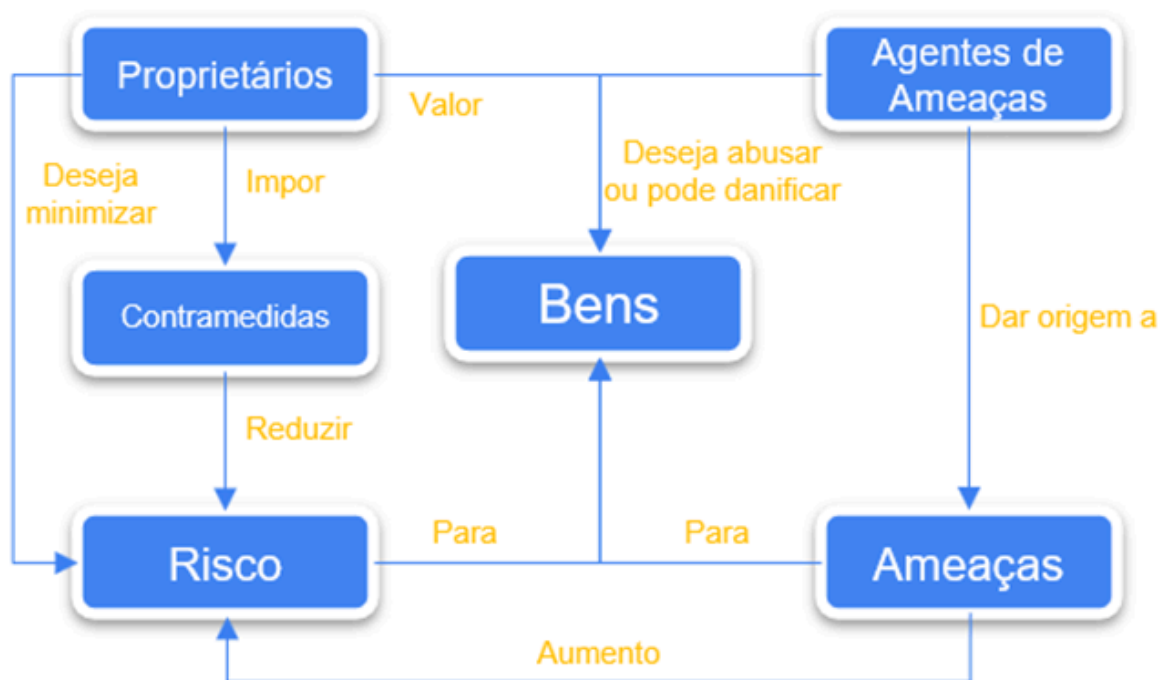 Proprietários
Agentes de
Ameaças
Valor
Deseja
minimizar
Impor
Deseja abusar
ou pode danificar
Contramedidas
Bens
Dar origem a
Reduzir
Risco
Para
Para
Ameaças
Aumento